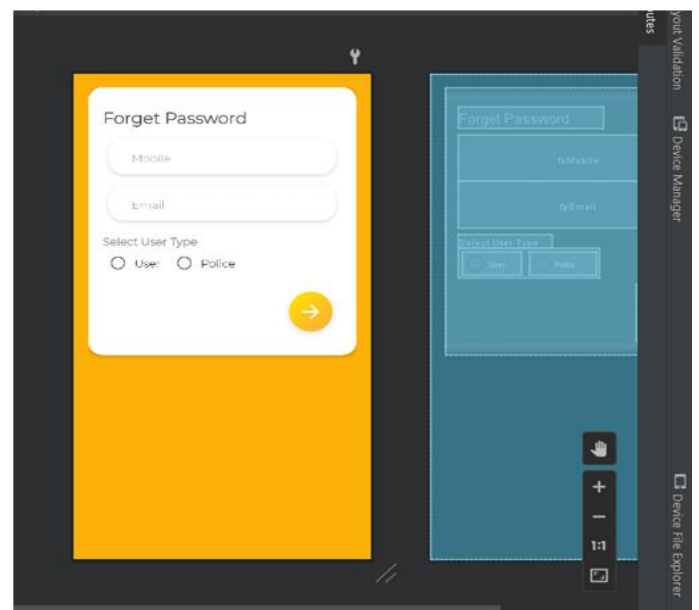 Forget Password
Mobile
Email
Select User Type
User
Police
Forget Password
fpMobile
fpEmail
Select User Type
User
Police
1:1
utes
yout Validation
Device Manager
Device File Explorer